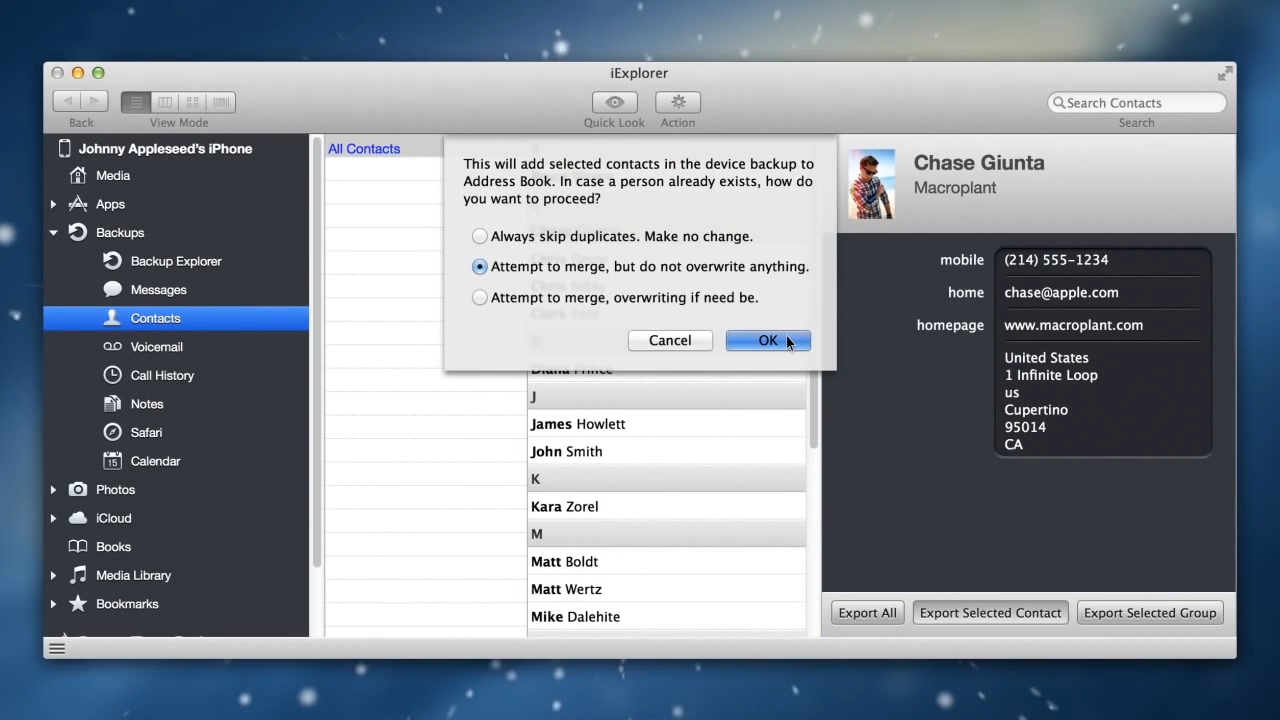 iExplorer
Search Contacts
Back
View Mode
Quick Look
Action
Search
Johnny Appleseed's iPhone
Media
Apps
Backups
Backup Explorer
Messages
Contacts
Voicemail
Call History
Notes
Safari
15
Calendar
Photos
iCloud
Books
Media Library
Bookmarks
All Contacts
This will add selected contacts in the device backup to
Address Book. In case a person already exists, how do
you want to proceed?
Always skip duplicates. Make no change.
Attempt to merge, but do not overwrite anything.
Attempt to merge, overwriting if need be.
Cancel
OK
Diana Prince
J
James Howlett
John Smith
K
Kara Zorel
M
Matt Boldt
Matt Wertz
Mike Dalehite
Chase Giunta
Macroplant
mobile (214) 555-1234
home chase@apple.com
homepage www.macroplant.com
United States
1 Infinite Loop
us
Cupertino
95014
CA
Export All
Export Selected Contact
Export Selected Group